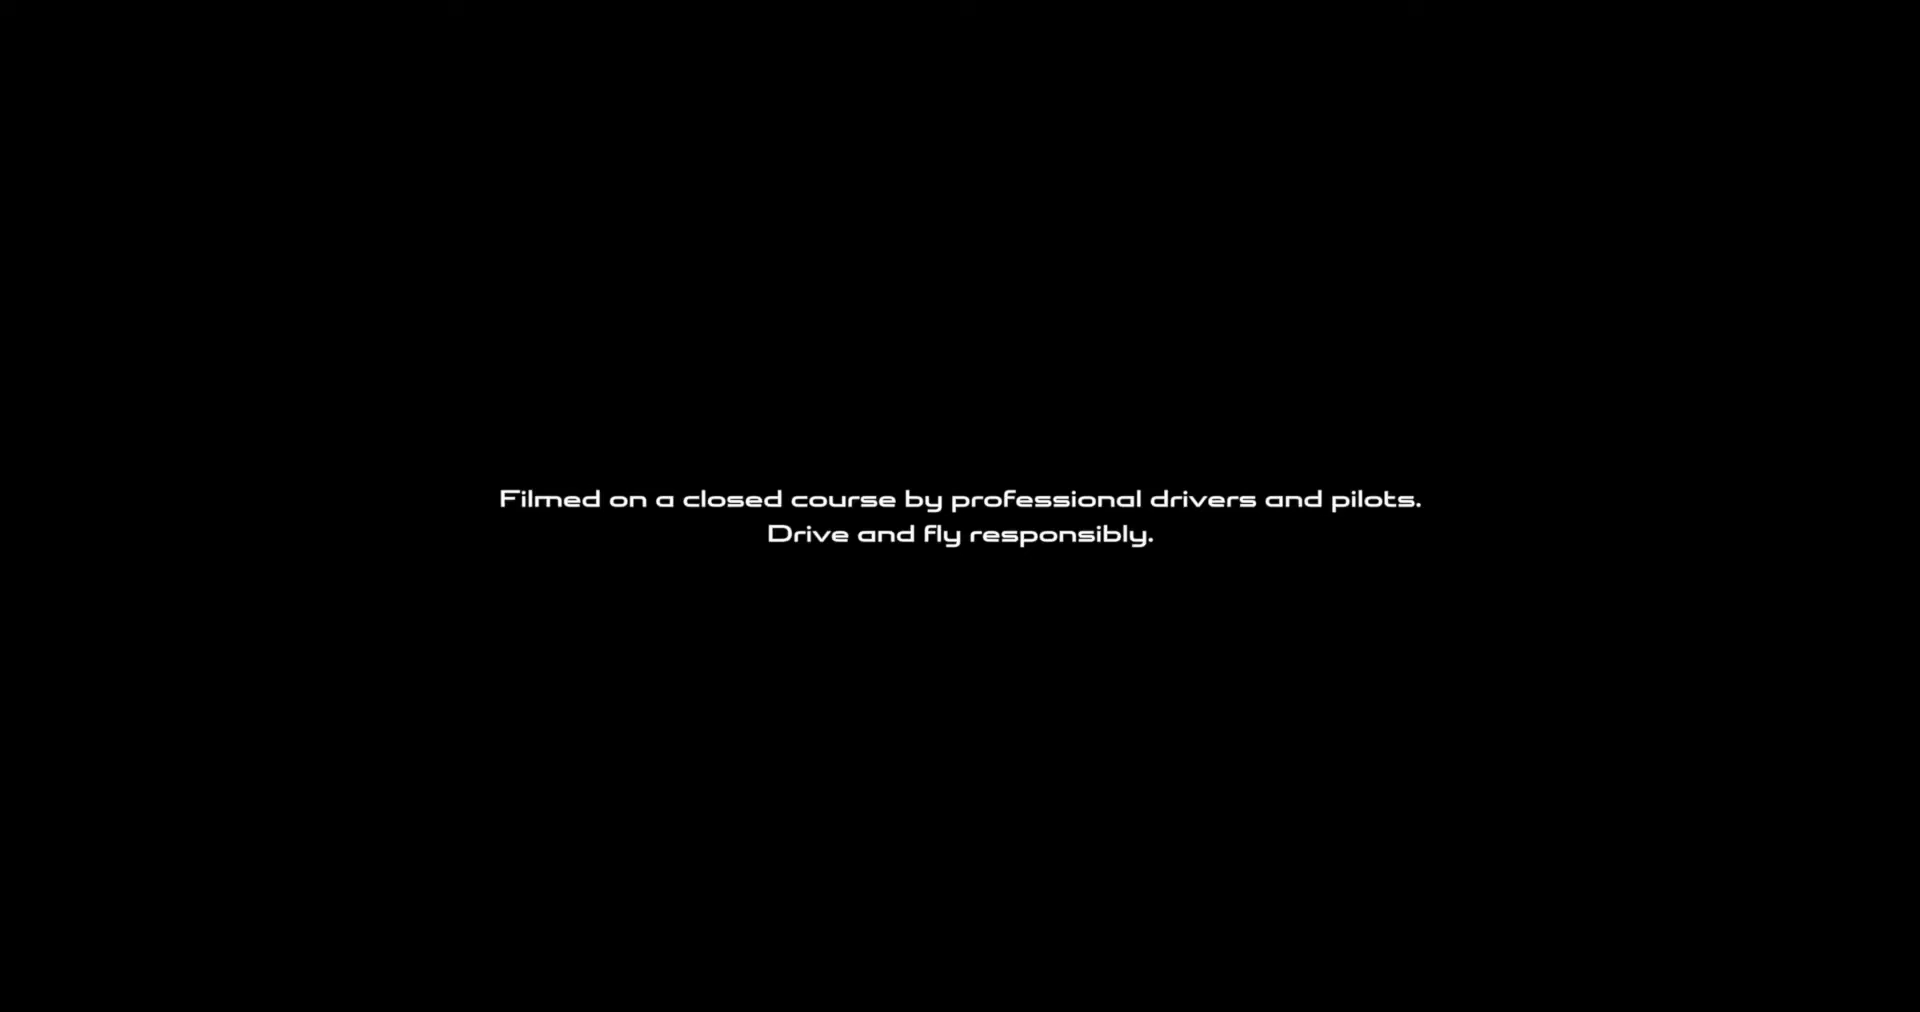 Filmed on a closed course by professional drivers and pilots.
Drive and fly responsibly.